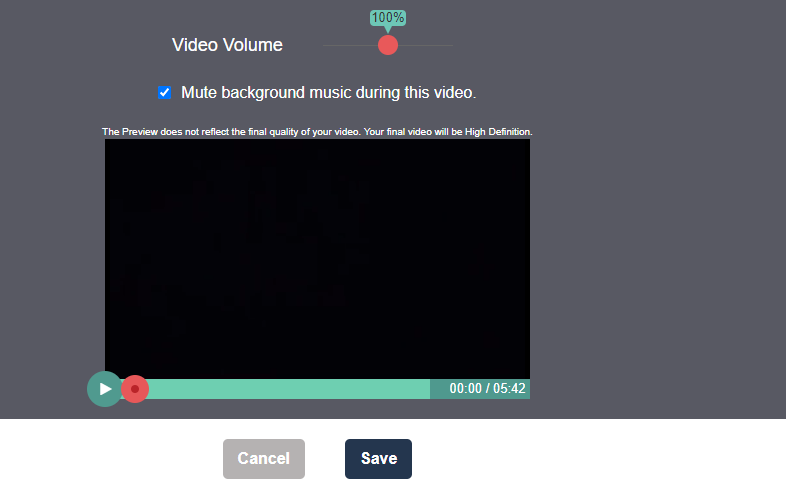 100%
Video Volume
Mute background music during this video.
The Preview does not reflect the final quality of your video. Your final video will be High Definition.
00:00 / 05:42
Cancel
Save